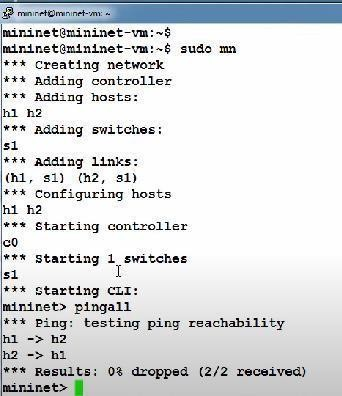 mininet@mininet-vm: ~
mininet@mininet-vm:~$
mininet@mininet-vm:~$ sudo mn
*** Creating network
*** Adding controller
*** Adding hosts:
h1 h2
*** Adding switches:
s1
*** Adding links:
(h1, s1) (h2, s1)
*** Configuring hosts
h1 h2
*** Starting controller
c0
*** Starting 1 switches
s1
*** Starting CLI:
mininet> pingall
*** Ping: testing ping reachability
h1 -> h2
h2 -> h1
*** Results: 0% dropped (2/2 received)
mininet>